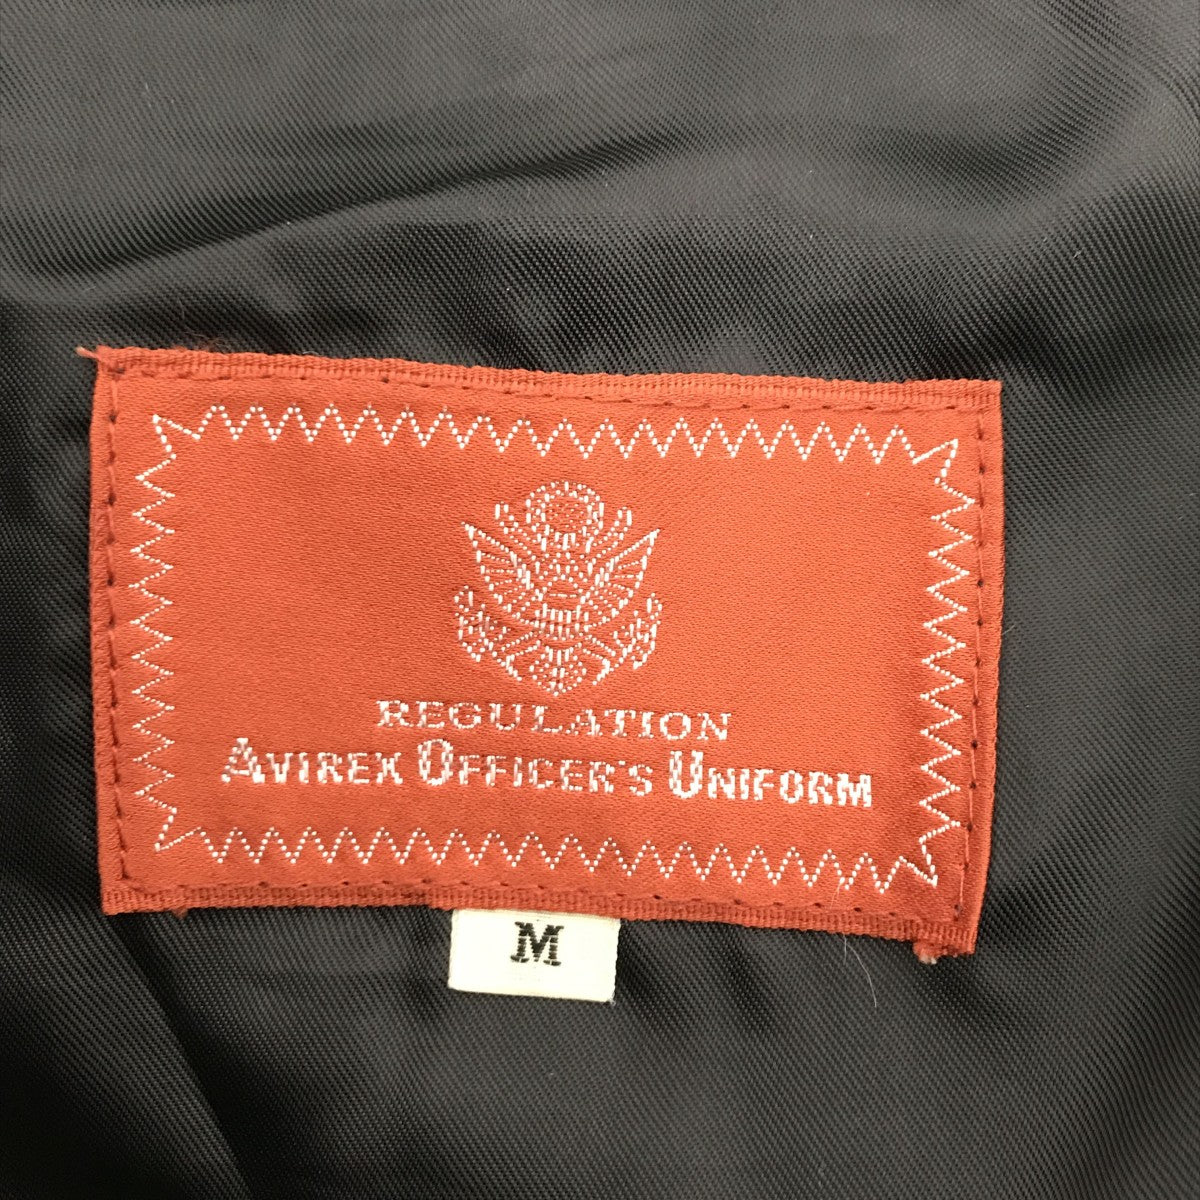 REGULATION
AVIREX OFFICER'S UNIFORM
M